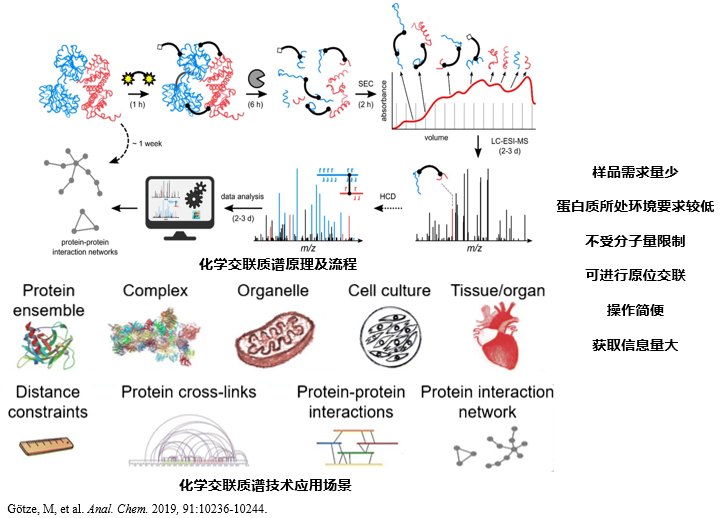 (1 h)
(6 h)
SEC
(2 h)
absorbance
volume
~ 1 week
LC-ESI-MS
(2-3 d)
protein-protein
interaction networks
data analysis
(2-3 d)
m/z
HCD
m/z
化学交联质谱原理及流程
样品需求量少
蛋白质所处环境要求较低
不受分子量限制
可进行原位交联
操作简便
获取信息量大
Protein
ensemble
Complex
Organelle
Cell culture
Tissue/organ
Distance
constraints
Protein cross-links
Protein-protein
interactions
Protein interaction
network
化学交联质谱技术应用场景
Götze, M, et al. Anal. Chem. 2019, 91:10236-10244.